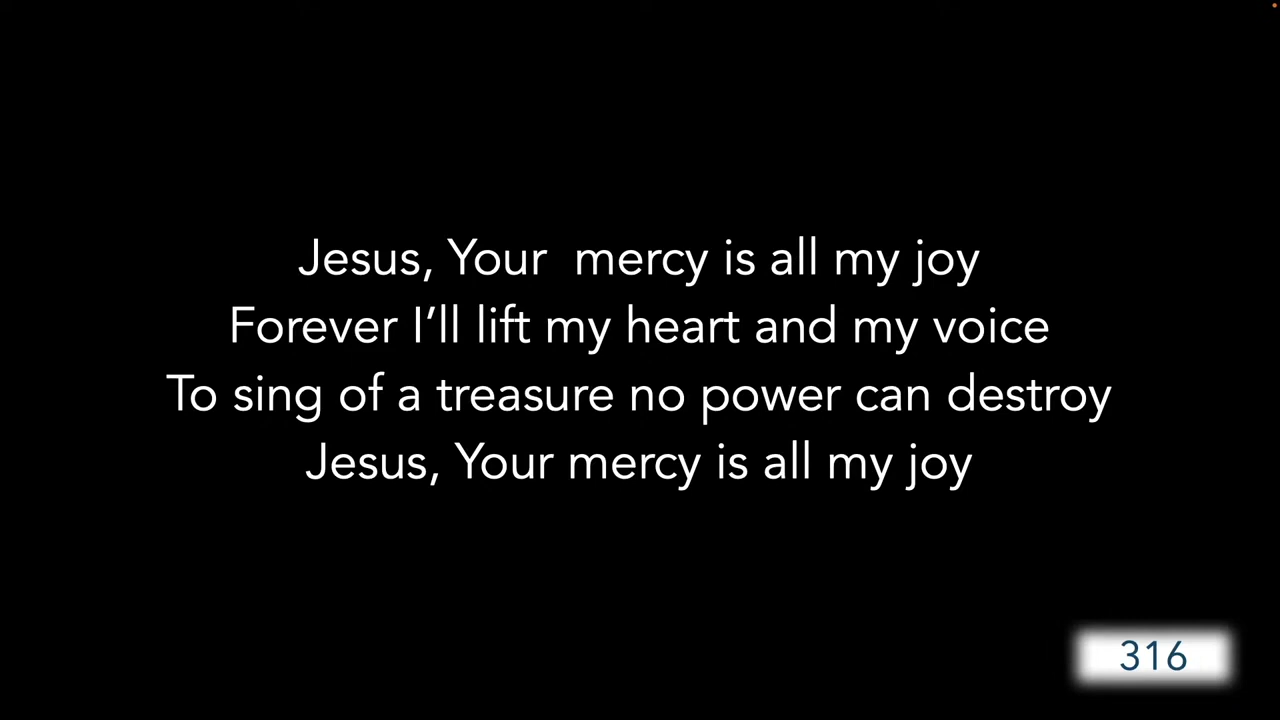 Jesus, Your  mercy is all my joy
Forever I’ll lift my heart and my voice
To sing of a treasure no power can destroy
Jesus, Your mercy is all my joy
316